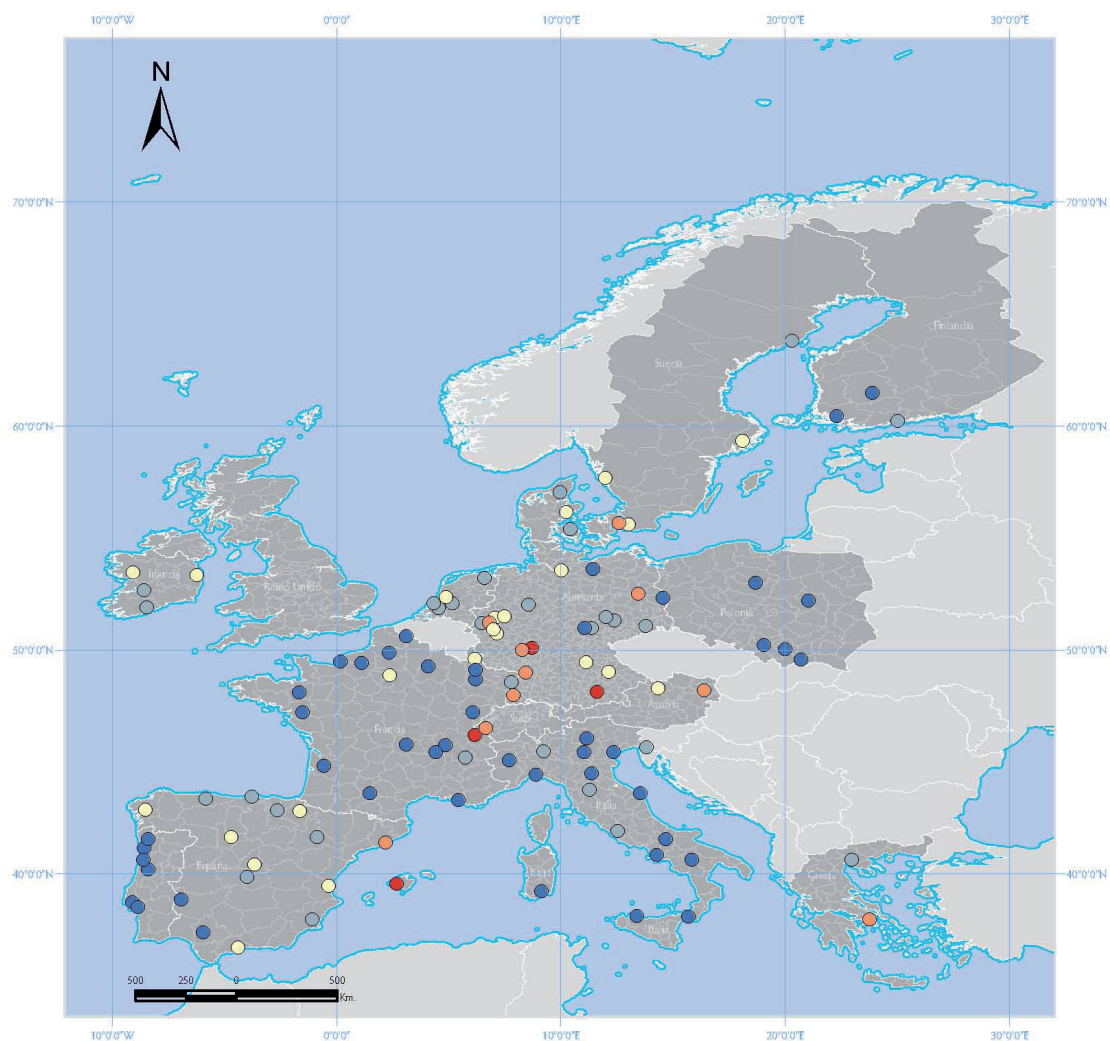 10°0'0"W 0°0'0" 10°0'0"E 20°0'0"E 30°0'0"E
N
70°0'0"N 70°0'0"N
Finlandia
Suecia
60°0'0"N 60°0'0"N
Irlanda
Reino Unido
Alemania
Polonia
50°0'0"N 50°0'0"N
Austria
Suiza
Francia
Italia
España
40°0'0"N 40°0'0"N
Italia
Grecia
Italia
500 250 0 500
Km.
10°0'0"W 0°0'0" 10°0'0"E 20°0'0"E 30°0'0"E